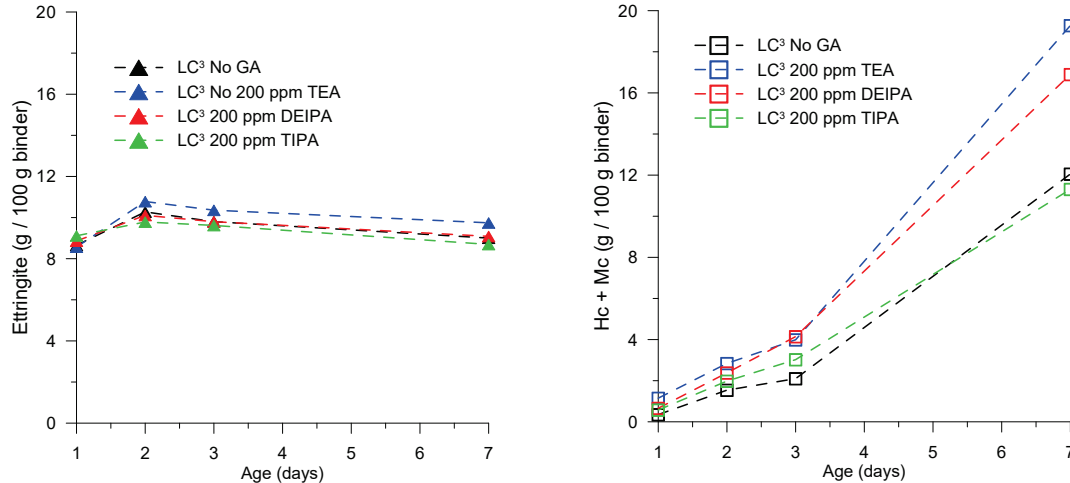 20
16
12
8
4
0
Ettringite (g / 100 g binder)
LC³ No GA
LC³ No 200 ppm TEA
LC³ 200 ppm DEIPA
LC³ 200 ppm TIPA
1 2 3 4 5 6 7
Age (days)
20
16
12
8
4
0
Hc + Mc (g / 100 g binder)
LC³ No GA
LC³ 200 ppm TEA
LC³ 200 ppm DEIPA
LC³ 200 ppm TIPA
1 2 3 4 5 6 7
Age (days)